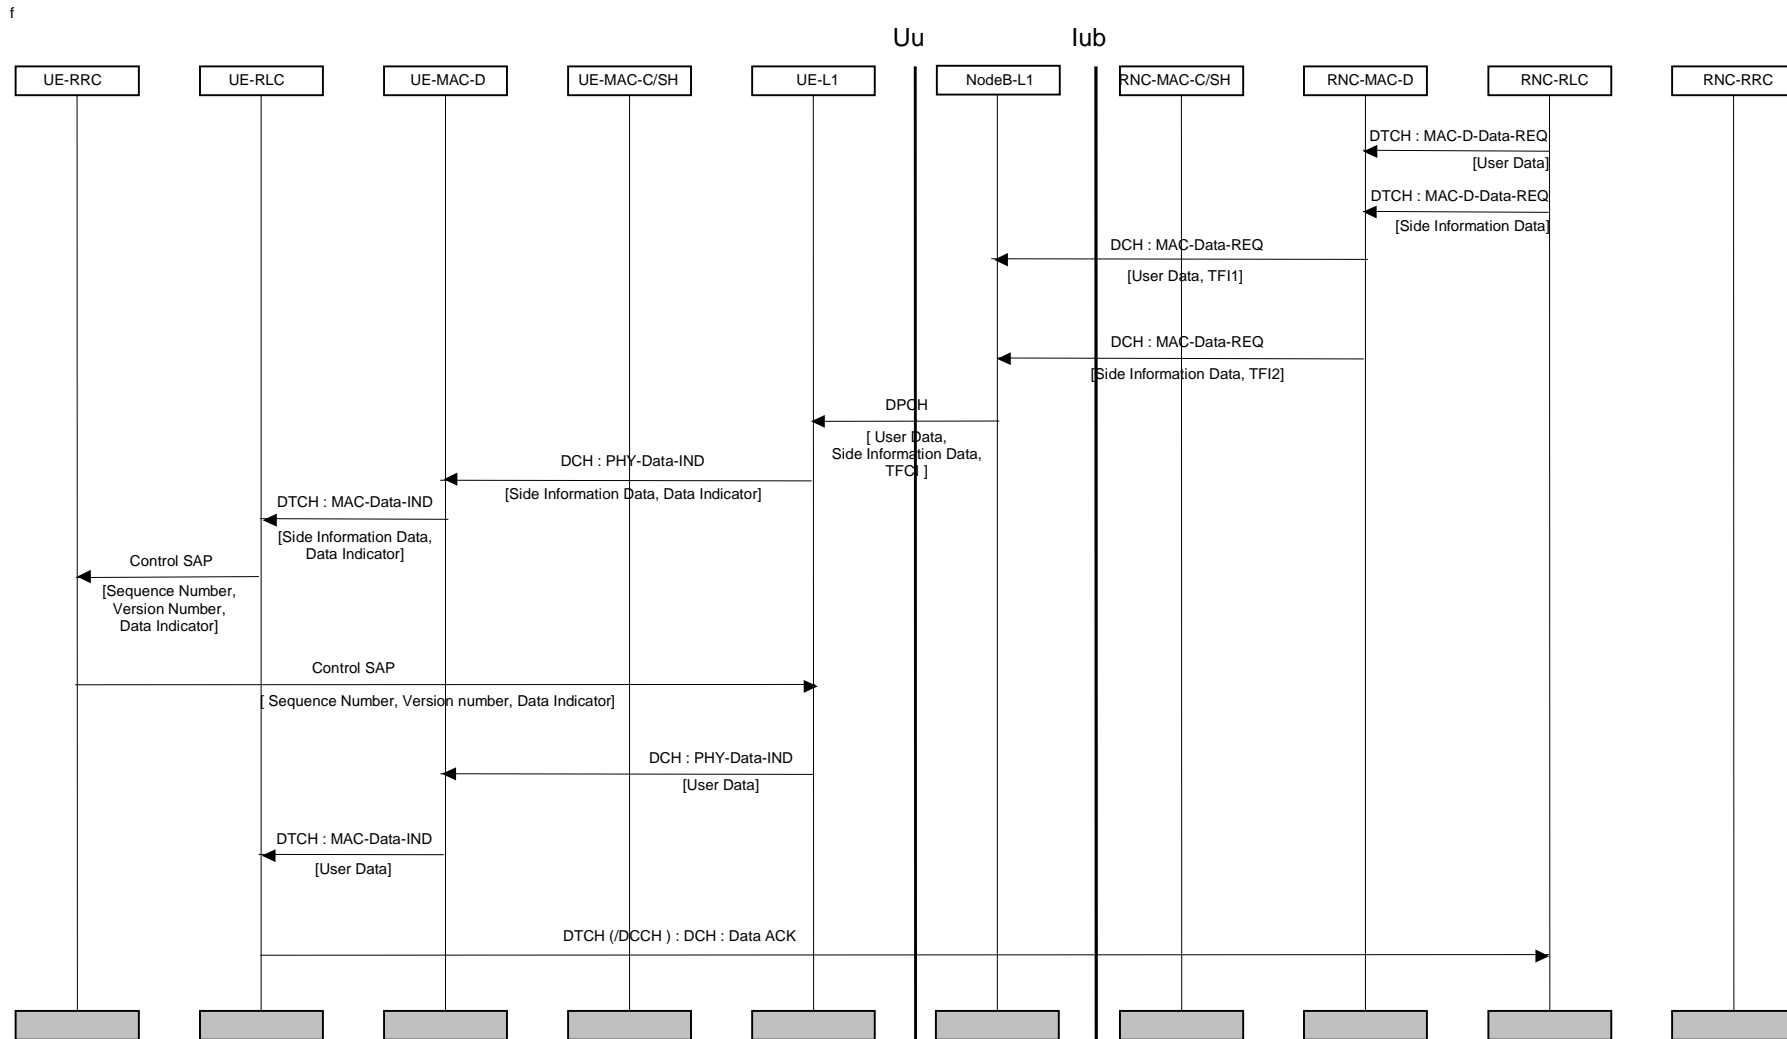 f
Uu
Iub
UE-RRC
UE-RLC
UE-MAC-D
UE-MAC-C/SH
UE-L1
NodeB-L1
RNC-MAC-C/SH
RNC-MAC-D
RNC-RLC
RNC-RRC
DTCH : MAC-D-Data-REQ
[User Data]
DTCH : MAC-D-Data-REQ
[Side Information Data]
DCH : MAC-Data-REQ
[User Data, TFI1]
DCH : MAC-Data-REQ
[Side Information Data, TFI2]
DPCH
[ User Data,
Side Information Data,
TFCI ]
DCH : PHY-Data-IND
[Side Information Data, Data Indicator]
DTCH : MAC-Data-IND
[Side Information Data,
Data Indicator]
Control SAP
[Sequence Number,
Version Number,
Data Indicator]
Control SAP
[ Sequence Number, Version number, Data Indicator]
DCH : PHY-Data-IND
[User Data]
DTCH : MAC-Data-IND
[User Data]
DTCH (/DCCH ) : DCH : Data ACK